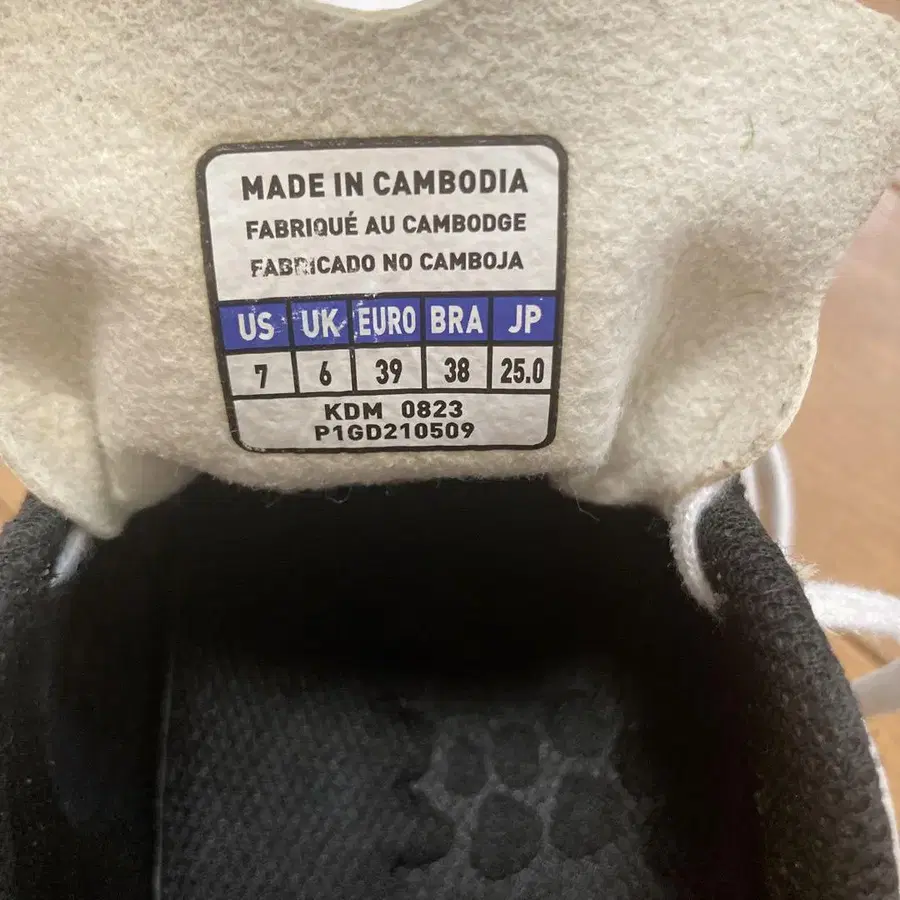 MADE IN CAMBODIA
FABRIQUÉ AU CAMBODGE
FABRICADO NO CAMBOJA
US UK EURO BRA JP
7 6 39 38 25.0
KDM 0823
P1GD210509